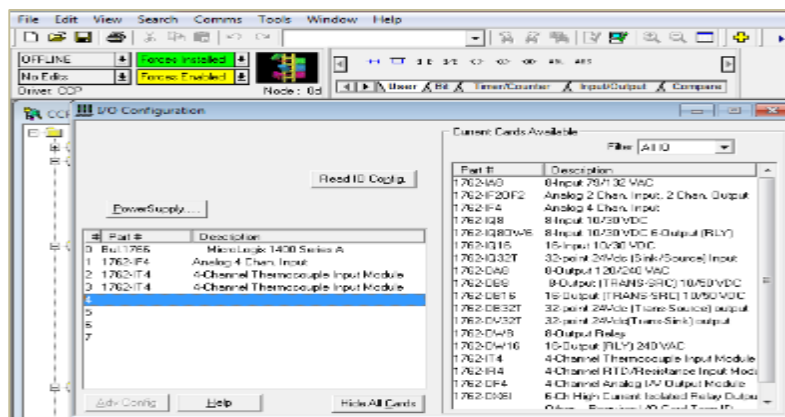 File Edit View Search Comms Tools Window Help
OFFLINE Forces Installed
No Edits Forces Enabled
Driver: CCP Node : 0d
User Bit Timer/Counter Input/Output Compare
CCP
I/O Configuration
Read IO Config.
PowerSupply....
# Part # Description
0 Bul.1766 MicroLogix 1400 Series A
1 1762-IF4 Analog 4 Chan. Input
2 1762-IT4 4-Channel Thermocouple Input Module
3 1762-IT4 4-Channel Thermocouple Input Module
4
5
6
7
Adv Config Help Hide All Cards
Current Cards Available
Filter All IO
Part # Description
1762-IA8 8-Input 79/132 VAC
1762-IF2OF2 Analog 2 Chan. Input, 2 Chan. Output
1762-IF4 Analog 4 Chan. Input
1762-IQ8 8-Input 10/30 VDC
1762-IQ8OW6 8-Input 10/30 VDC 6-Output (RLY)
1762-IQ16 16-Input 10/30 VDC
1762-IQ32T 32-point 24Vdc (Sink/Source) Input
1762-OA8 8-Output 120/240 VAC
1762-OB8 8-Output (TRANS-SRC) 10/50 VDC
1762-OB16 16-Output (TRANS-SRC) 10/50 VDC
1762-OB32T 32-point 24Vdc (Trans-Source) output
1762-OV32T 32-point 24Vdc(Trans-Sink) output
1762-OW8 8-Output Relay
1762-OW16 16-Output (RLY) 240 VAC
1762-IT4 4-Channel Thermocouple Input Module
1762-IR4 4-Channel RTD/Resistance Input Modu
1762-OF4 4-Channel Analog I/V Output Module
1762-OX6I 6-Ch High Current Isolated Relay Outpu